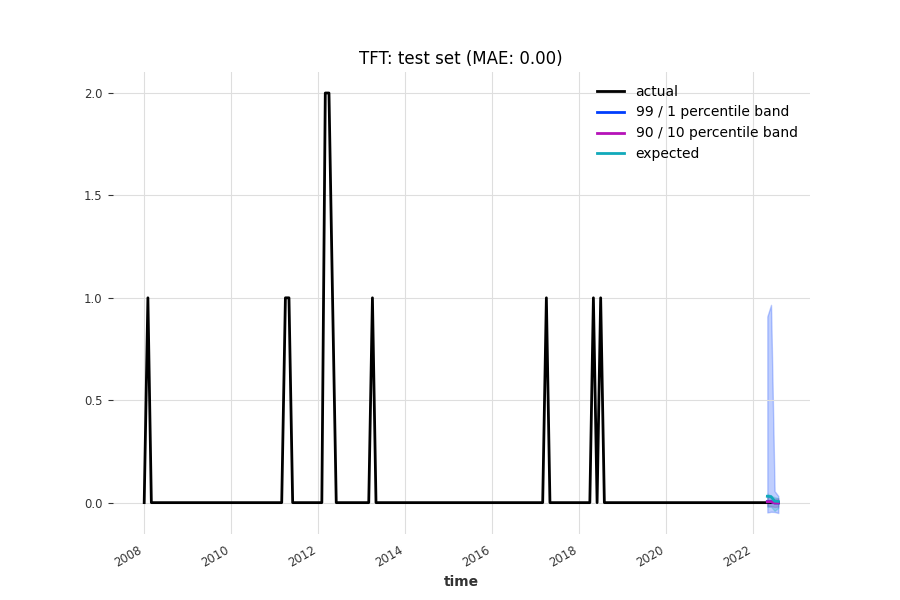 TFT: test set (MAE: 0.00)
actual
99 / 1 percentile band
90 / 10 percentile band
expected
2.0
1.5
1.0
0.5
0.0
2008
2010
2012
2014
2016
2018
2020
2022
time